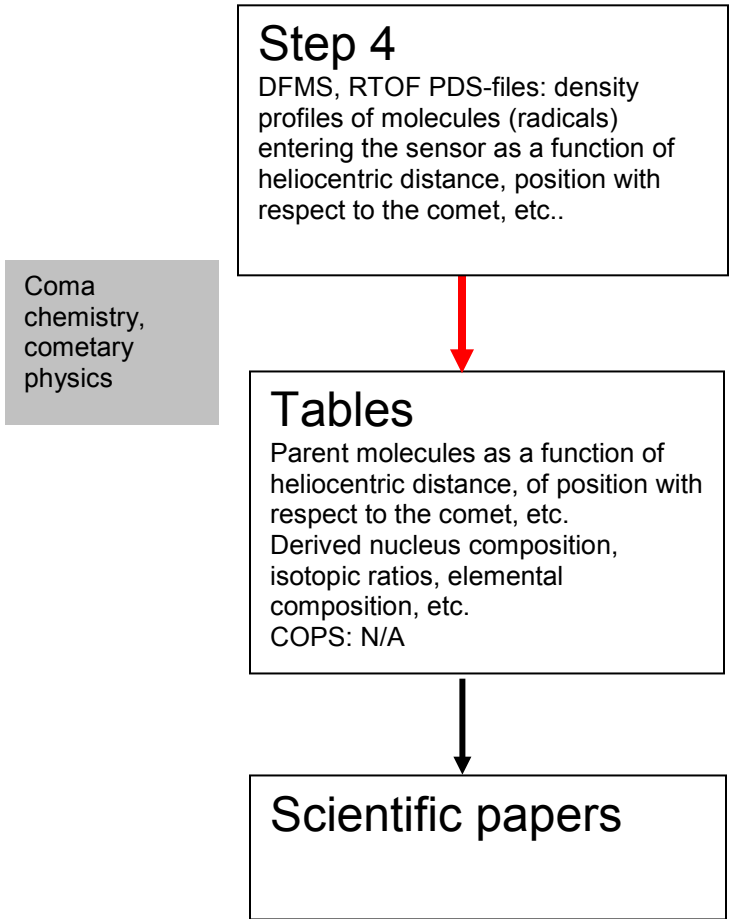 Step 4
DFMS, RTOF PDS-files: density
profiles of molecules (radicals)
entering the sensor as a function of
heliocentric distance, position with
respect to the comet, etc..
Coma
chemistry,
cometary
physics
Tables
Parent molecules as a function of
heliocentric distance, of position with
respect to the comet, etc.
Derived nucleus composition,
isotopic ratios, elemental
composition, etc.
COPS: N/A
Scientific papers